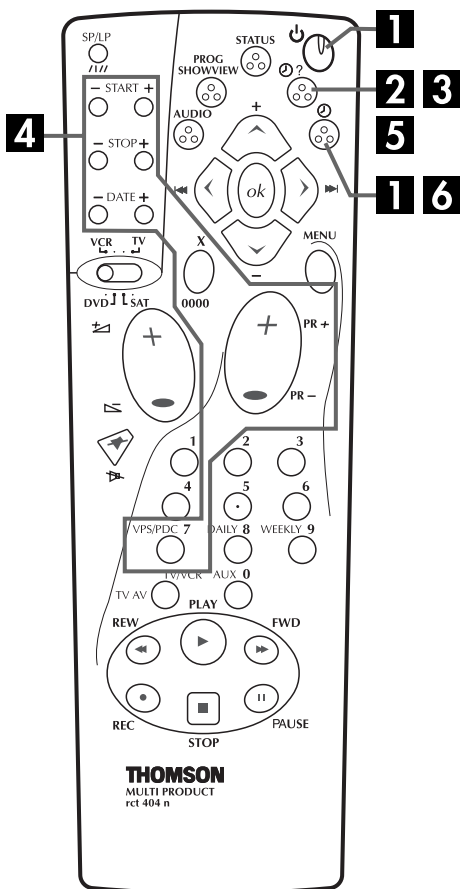 SP/LP
STATUS
1
PROG
SHOWVIEW
?
2 3
- START +
AUDIO
+
4
5
- STOP +
ok
1 6
- DATE +
VCR TV
X
MENU
-
0000
DVD SAT
+
+
PR +
+
-
PR -
1 2 3
4 5 6
VPS/PDC 7 DAILY 8 WEEKLY 9
TV/VCR AUX 0
TV AV
PLAY
REW FWD
REC PAUSE
STOP
THOMSON
MULTI PRODUCT
rct 404 n